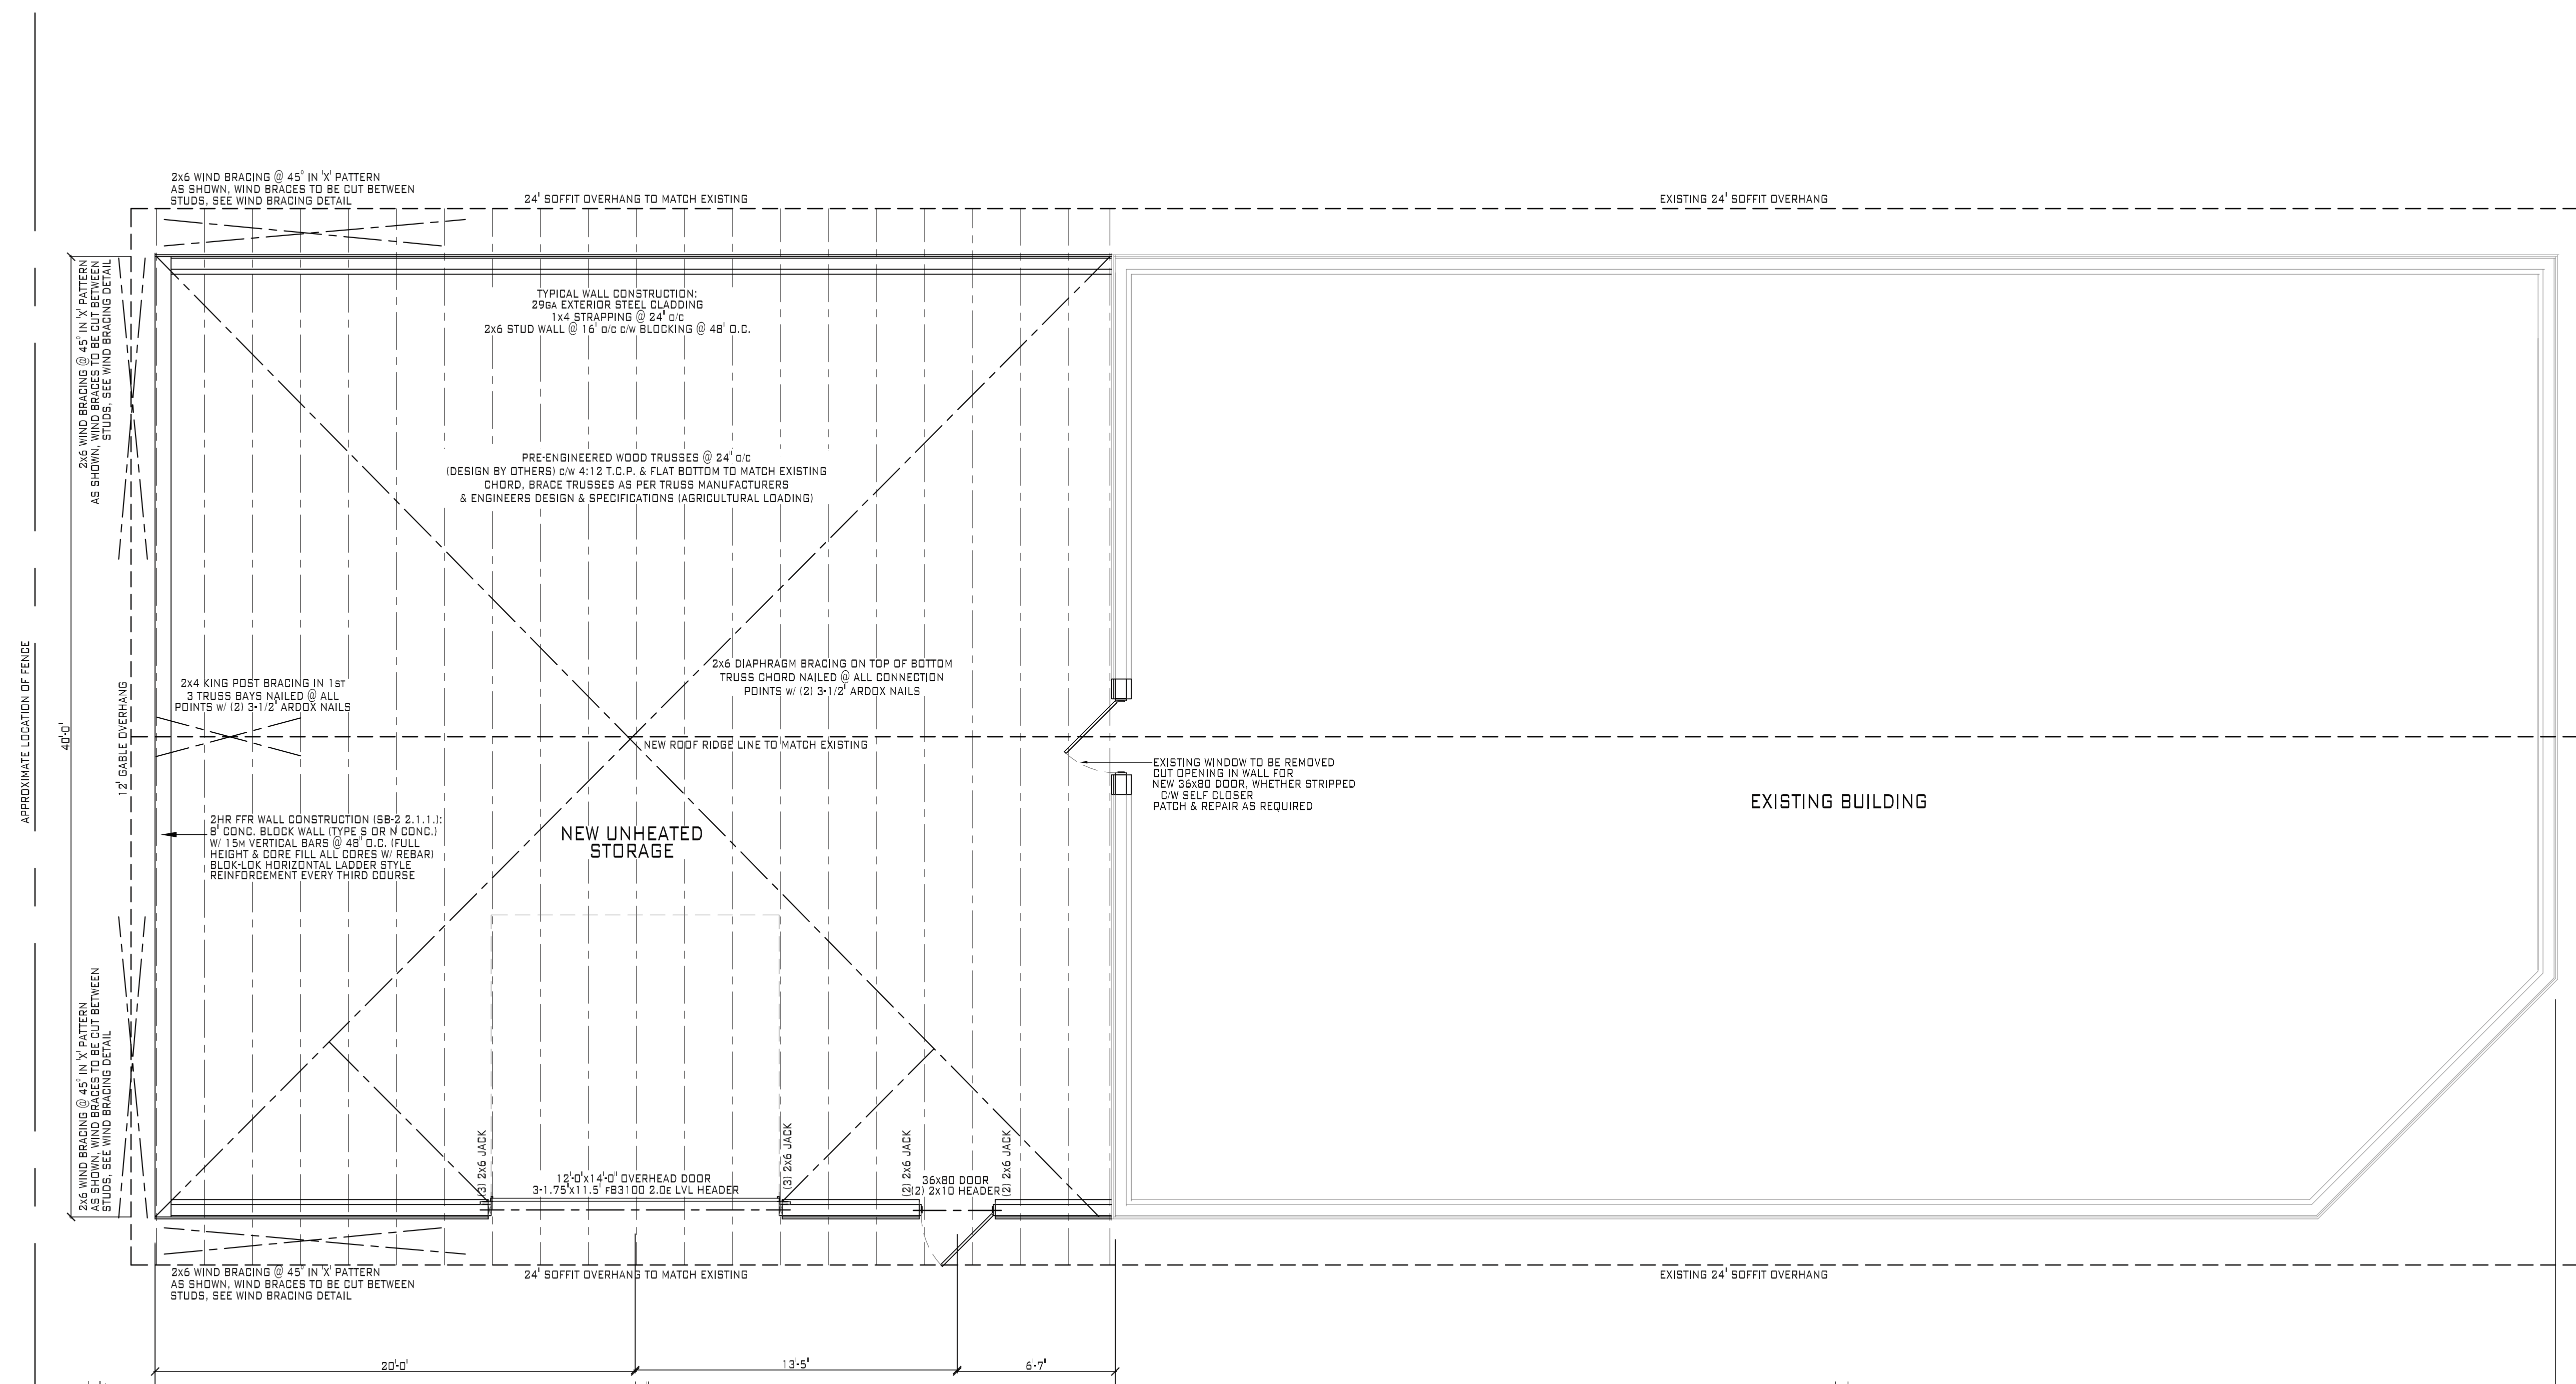 2x6 WIND BRACING @ 45° IN 'X' PATTERN
AS SHOWN, WIND BRACES TO BE CUT BETWEEN
STUDS, SEE WIND BRACING DETAIL
24" SOFFIT OVERHANG TO MATCH EXISTING
EXISTING 24" SOFFIT OVERHANG
2x6 WIND BRACING @ 45° IN 'X' PATTERN
AS SHOWN, WIND BRACES TO BE CUT BETWEEN
STUDS, SEE WIND BRACING DETAIL
TYPICAL WALL CONSTRUCTION:
29GA EXTERIOR STEEL CLADDING
1x4 STRAPPING @ 24" O/C
2x6 STUD WALL @ 16" O/C C/W BLOCKING @ 48" O.C.
PRE-ENGINEERED WOOD TRUSSES @ 24" O/C
(DESIGN BY OTHERS) C/W 4:12 T.C.P. & FLAT BOTTOM TO MATCH EXISTING
CHORD, BRACE TRUSSES AS PER TRUSS MANUFACTURERS
& ENGINEERS DESIGN & SPECIFICATIONS (AGRICULTURAL LOADING)
APPROXIMATE LOCATION OF FENCE
40'-0"
12" GABLE OVERHANG
2x4 KING POST BRACING IN 1ST
3 TRUSS BAYS NAILED @ ALL
POINTS W/ (2) 3-1/2" ARDOX NAILS
2x6 DIAPHRAGM BRACING ON TOP OF BOTTOM
TRUSS CHORD NAILED @ ALL CONNECTION
POINTS W/ (2) 3-1/2" ARDOX NAILS
NEW ROOF RIDGE LINE TO MATCH EXISTING
EXISTING WINDOW TO BE REMOVED
CUT OPENING IN WALL FOR
NEW 36x80 DOOR, WHETHER STRIPPED
C/W SELF CLOSER
PATCH & REPAIR AS REQUIRED
EXISTING BUILDING
2HR FFR WALL CONSTRUCTION (SB-2 2.1.1.):
8" CONC. BLOCK WALL (TYPE S OR N CONC.)
W/ 15M VERTICAL BARS @ 48" O.C. (FULL
HEIGHT & CORE FILL ALL CORES W/ REBAR)
BLOK-LOK HORIZONTAL LADDER STYLE
REINFORCEMENT EVERY THIRD COURSE
NEW UNHEATED
STORAGE
2x6 WIND BRACING @ 45° IN 'X' PATTERN
AS SHOWN, WIND BRACES TO BE CUT BETWEEN
STUDS, SEE WIND BRACING DETAIL
(3) 2x6 JACK
12'-0"x14'-0" OVERHEAD DOOR
3-1.75"x11.5" FB3100 2.0E LVL HEADER
(3) 2x6 JACK
(2) 2x6 JACK
36x80 DOOR
(2) 2x10 HEADER
(2) 2x6 JACK
2x6 WIND BRACING @ 45° IN 'X' PATTERN
AS SHOWN, WIND BRACES TO BE CUT BETWEEN
STUDS, SEE WIND BRACING DETAIL
24" SOFFIT OVERHANG TO MATCH EXISTING
EXISTING 24" SOFFIT OVERHANG
20'-0"
13'-5"
6'-7"